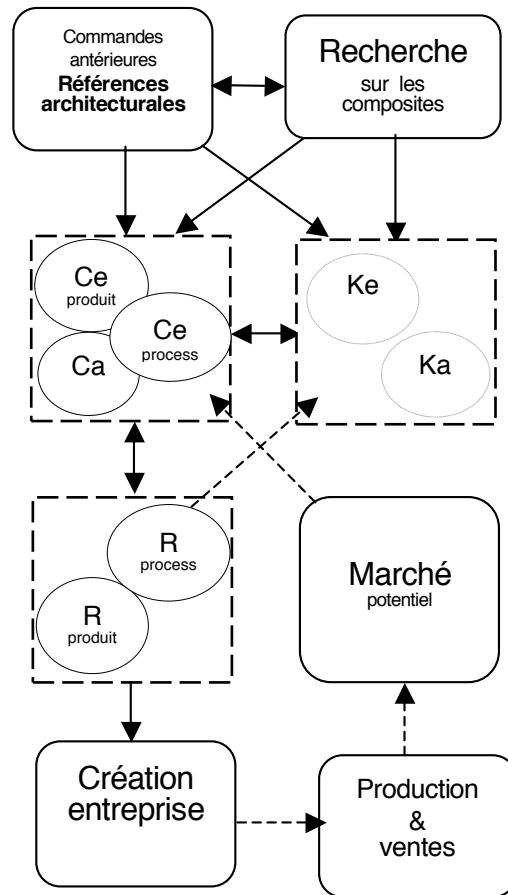 Commandes
antérieures
Références
architecturales
Recherche
sur les
composites
Ce
produit
Ce
process
Ca
Ke
Ka
R
process
R
produit
Marché
potentiel
Création
entreprise
Production
&
ventes